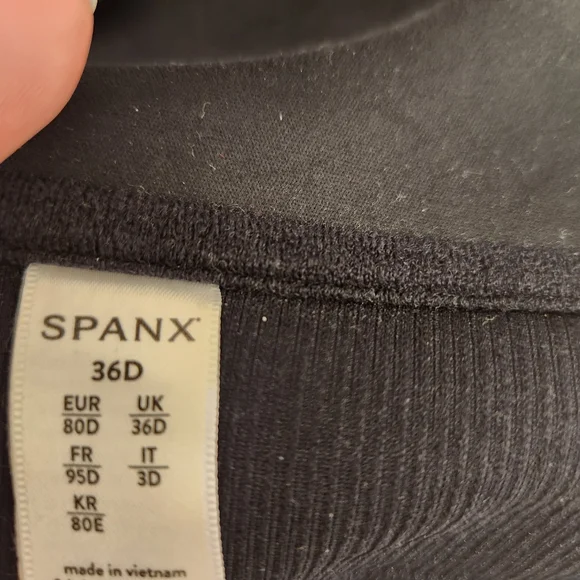 SPANX
36D
EUR UK
80D 36D
FR IT
95D 3D
KR
80E
made in vietnam